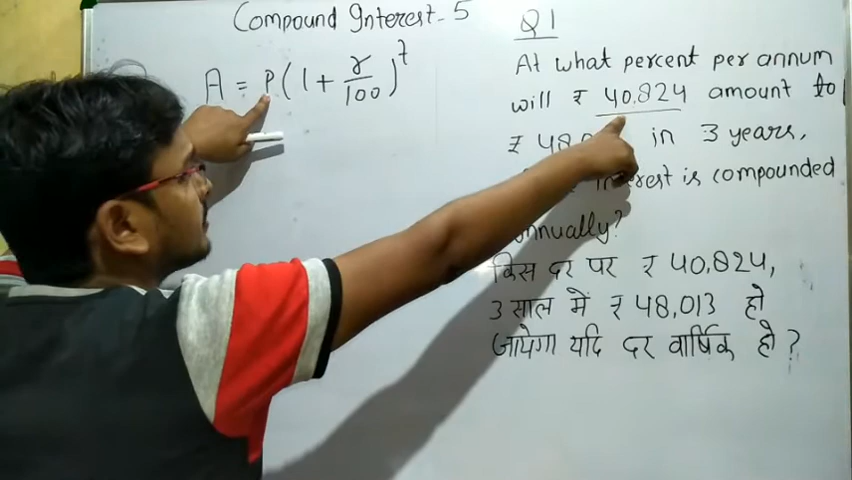 Compound Interest - 5
A = P(1 + r/100)^t
Q1
At what percent per annum
will ₹ 40,824 amount to
₹ in 3 years,
is compounded
annually?
किस दर पर ₹ 40,824,
3 साल में ₹ 48,013 हो
जायेगा यदि दर वार्षिक हो ?